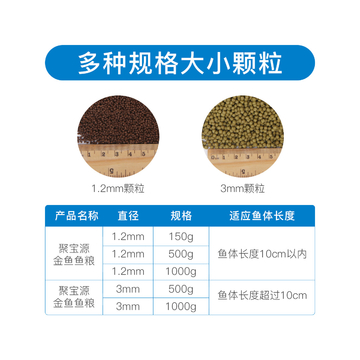 多种规格大小颗粒
1.2mm颗粒
3mm颗粒
产品名称 直径 规格 适应鱼体长度
聚宝源
金鱼鱼粮
1.2mm 150g
1.2mm 500g
1.2mm 1000g
鱼体长度10cm以内
聚宝源
金鱼鱼粮
3mm 500g
3mm 1000g
鱼体长度超过10cm